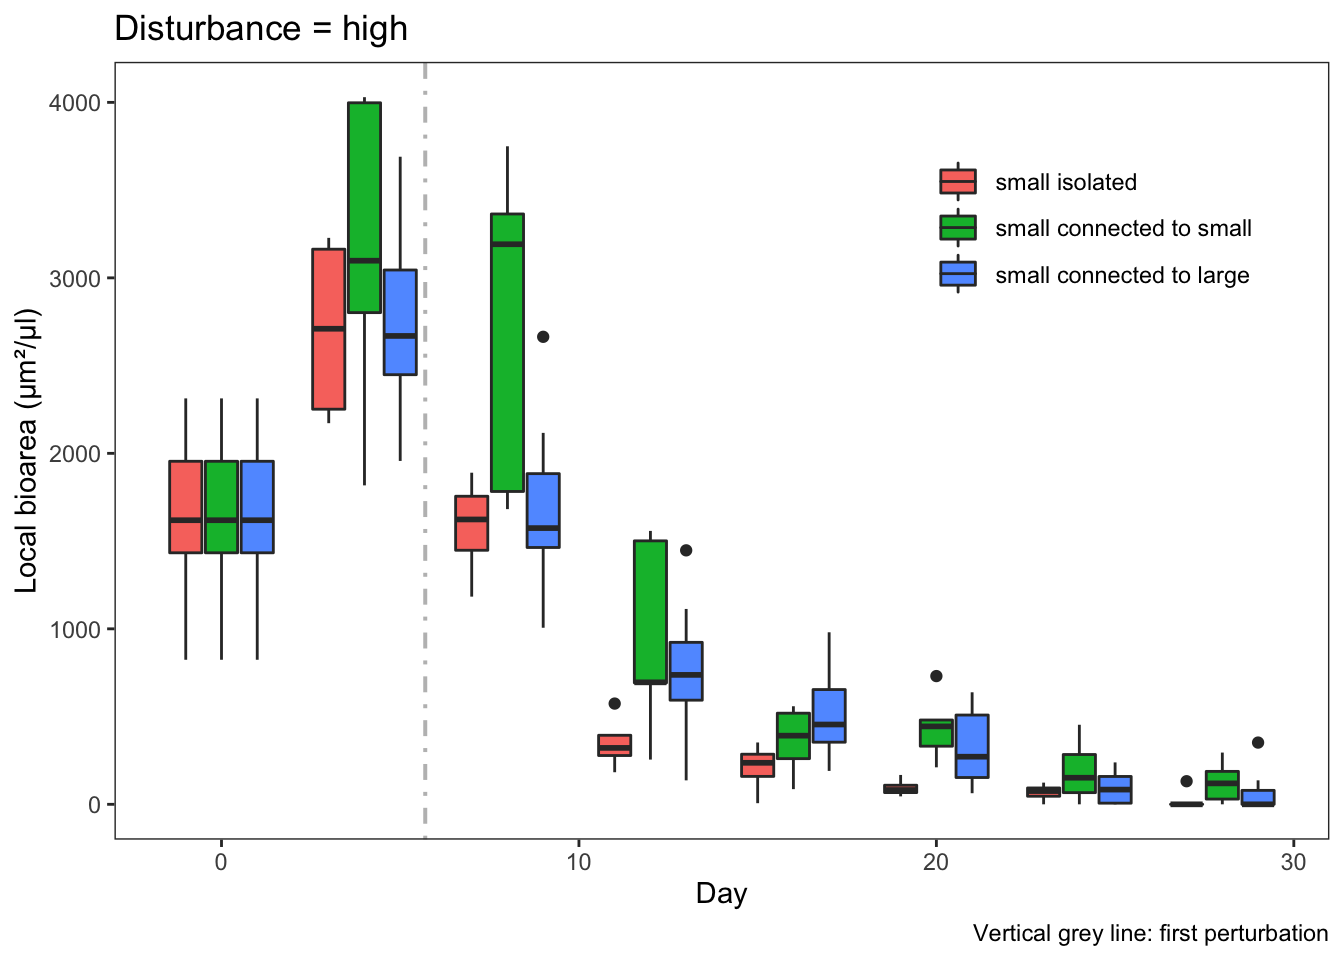 Disturbance = high
Local bioarea (µm²/µl)
4000
3000
2000
1000
0
small isolated
small connected to small
small connected to large
0
10
20
30
Day
Vertical grey line: first perturbation